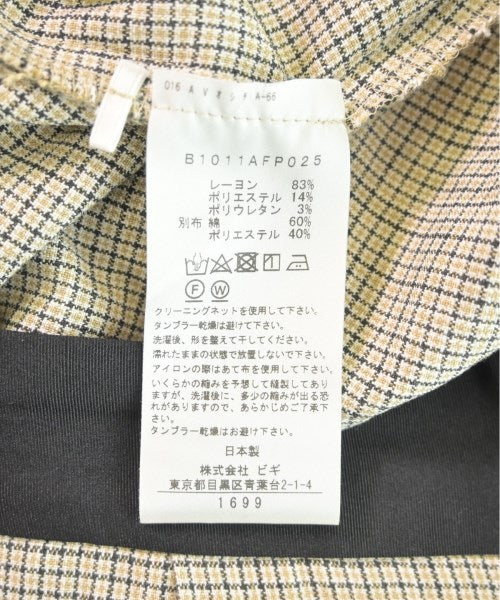 B1011AFP025
レーヨン 83%
ポリエステル 14%
ポリウレタン 3%
別布 綿 60%
ポリエステル 40%
F W
クリーニングネットを使用して下さい。
タンブラー乾燥は避けて下さい。
洗濯後、形を整えて干してください。
濡れたままの状態で放置しないで下さい。
アイロンの際はあて布を使用して下さい。
いくらかの縮みを予想して縫製してあり
ますが、洗濯後に、多少の縮みが出る恐
れがありますので、あらかじめご了承下
さい。
タンブラー乾燥はお避け下さい。
日本製
株式会社 ビギ
東京都目黒区青葉台2-1-4
1699